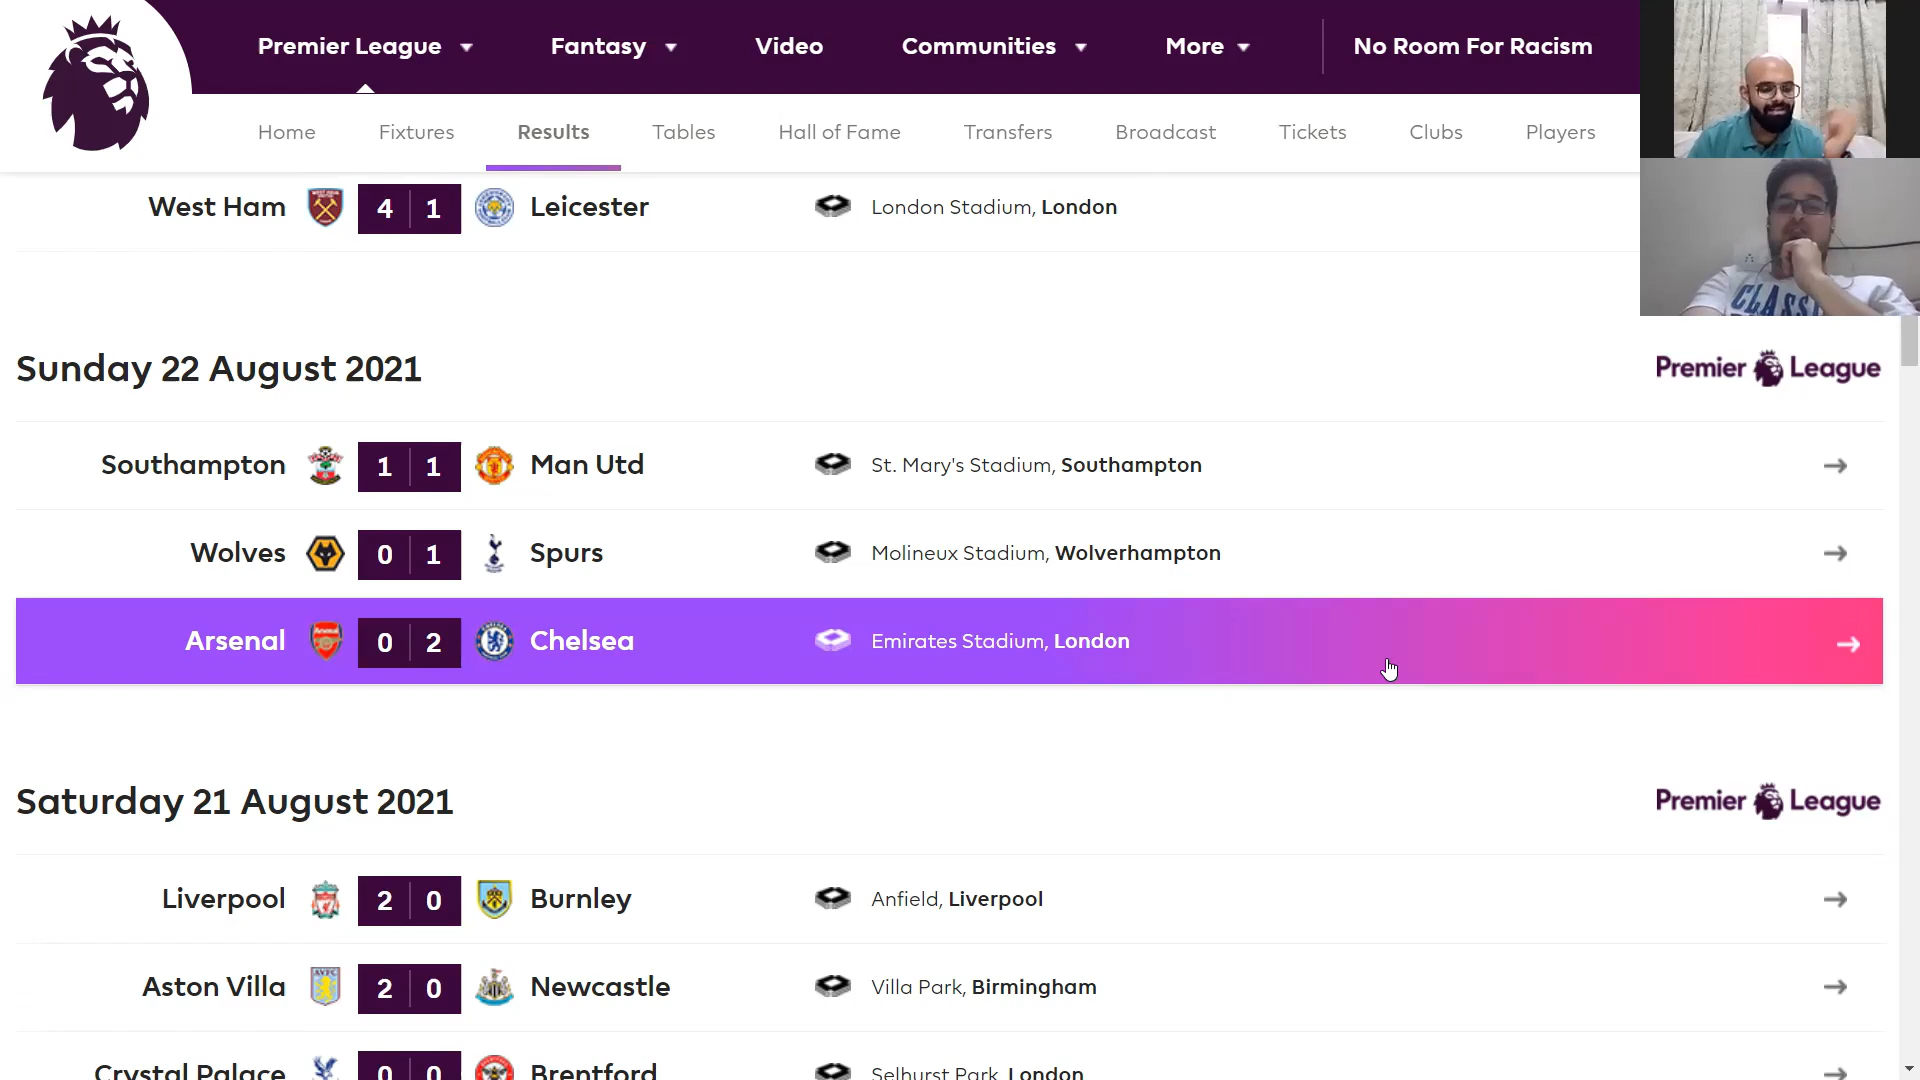 Premier League Fantasy Video Communities More No Room For Racism
Home Fixtures Results Tables Hall of Fame Transfers Broadcast Tickets Clubs Players
West Ham 4 1 Leicester London Stadium, London
CLASS
Sunday 22 August 2021 Premier League
Southampton 1 1 Man Utd St. Mary's Stadium, Southampton
Wolves 0 1 Spurs Molineux Stadium, Wolverhampton
Arsenal 0 2 Chelsea Emirates Stadium, London
Saturday 21 August 2021 Premier League
Liverpool 2 0 Burnley Anfield, Liverpool
Aston Villa 2 0 Newcastle Villa Park, Birmingham
Crystal Palace 0 0 Brentford Selhurst Park, London